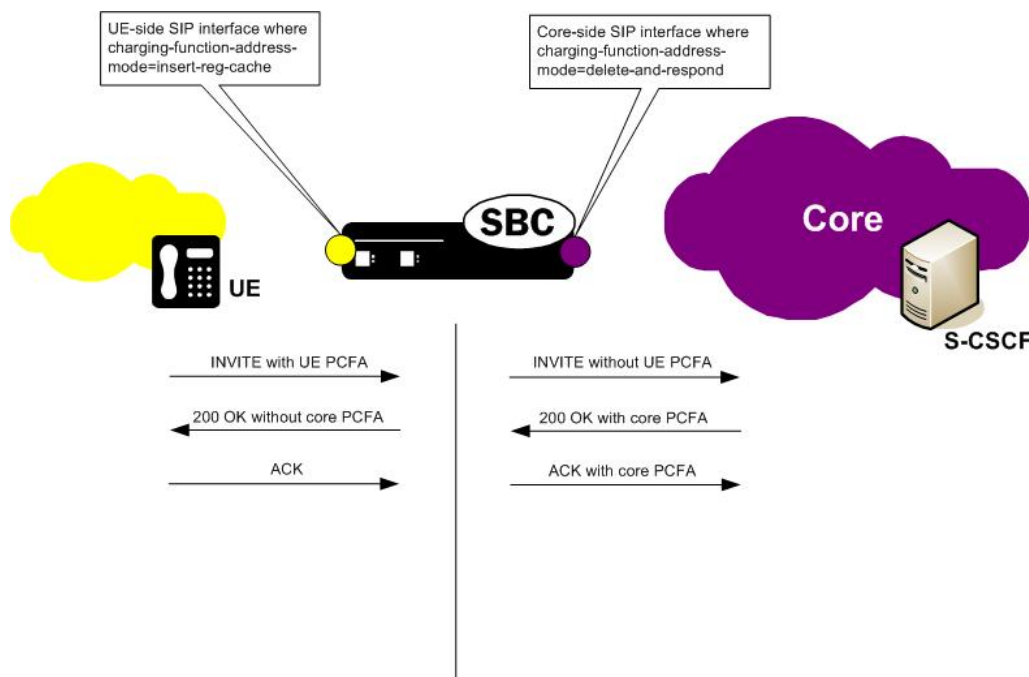 UE-side SIP interface where
charging-function-address-
mode=insert-reg-cache
Core-side SIP interface where
charging-function-address-
mode=delete-and-respond
SBC
Core
UE
S-CSCF
INVITE with UE PCFA
INVITE without UE PCFA
200 OK without core PCFA
200 OK with core PCFA
ACK
ACK with core PCFA